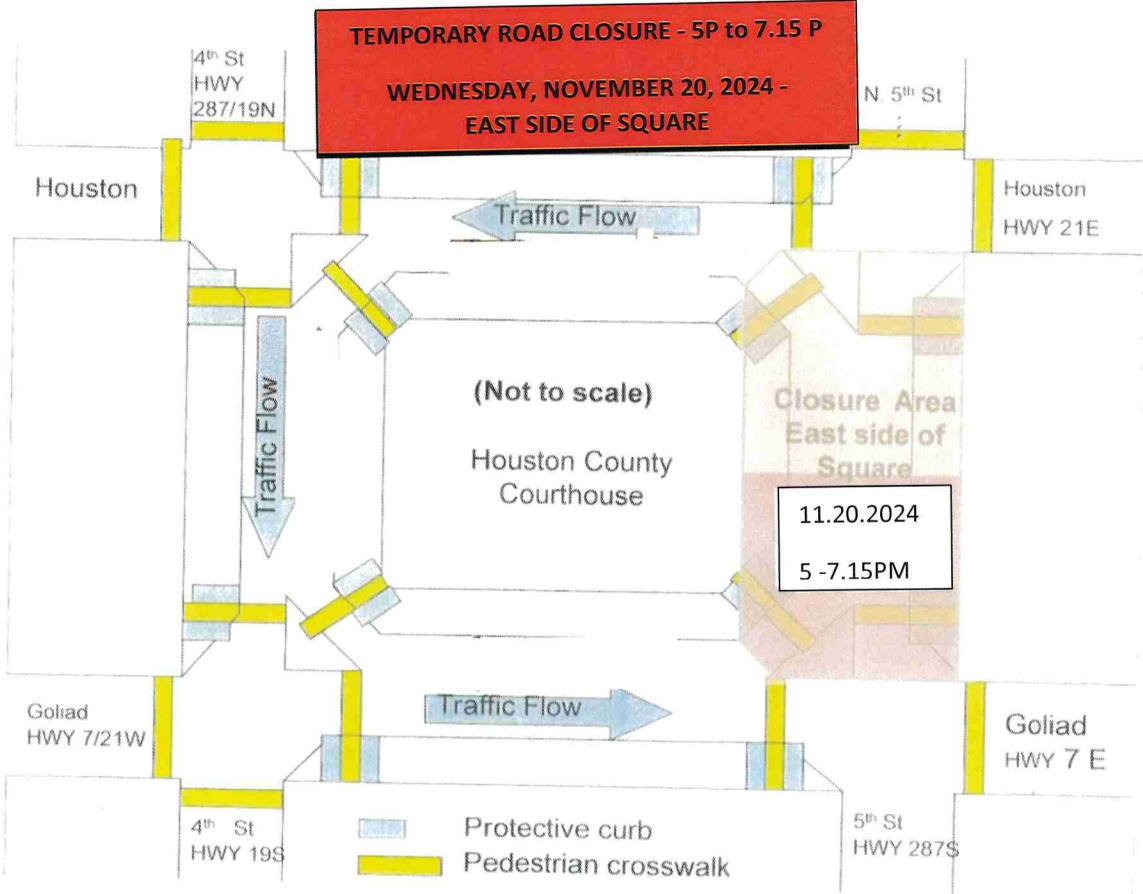 TEMPORARY ROAD CLOSURE - 5P to 7.15 P
WEDNESDAY, NOVEMBER 20, 2024 -
EAST SIDE OF SQUARE
4th St
HWY
287/19N
N. 5th St
Houston
Traffic Flow
Houston
HWY 21E
Traffic Flow
(Not to scale)
Houston County
Courthouse
Closure Area
East side of
Square
11.20.2024
5 -7.15PM
Goliad
HWY 7/21W
Traffic Flow
Goliad
HWY 7 E
4th St
HWY 19S
Protective curb
Pedestrian crosswalk
5th St
HWY 287S